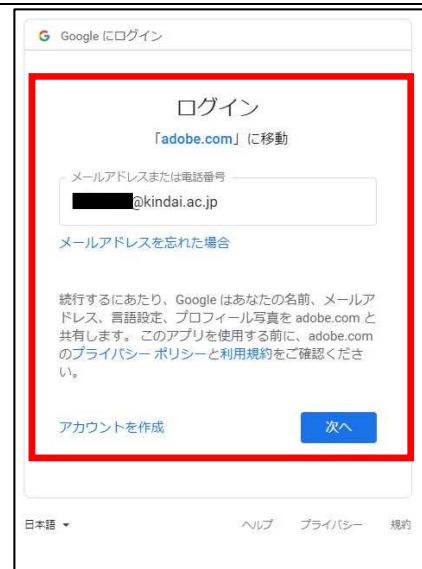 Google にログイン
ログイン
「adobe.com」に移動
メールアドレスまたは電話番号
@kindai.ac.jp
メールアドレスを忘れた場合
続行するにあたり、Google はあなたの名前、メールア
ドレス、言語設定、プロフィール写真を adobe.com と
共有します。このアプリを使用する前に、adobe.com
のプライバシー ポリシーと利用規約をご確認くださ
い。
アカウントを作成 次へ
日本語 ヘルプ プライバシー 規約